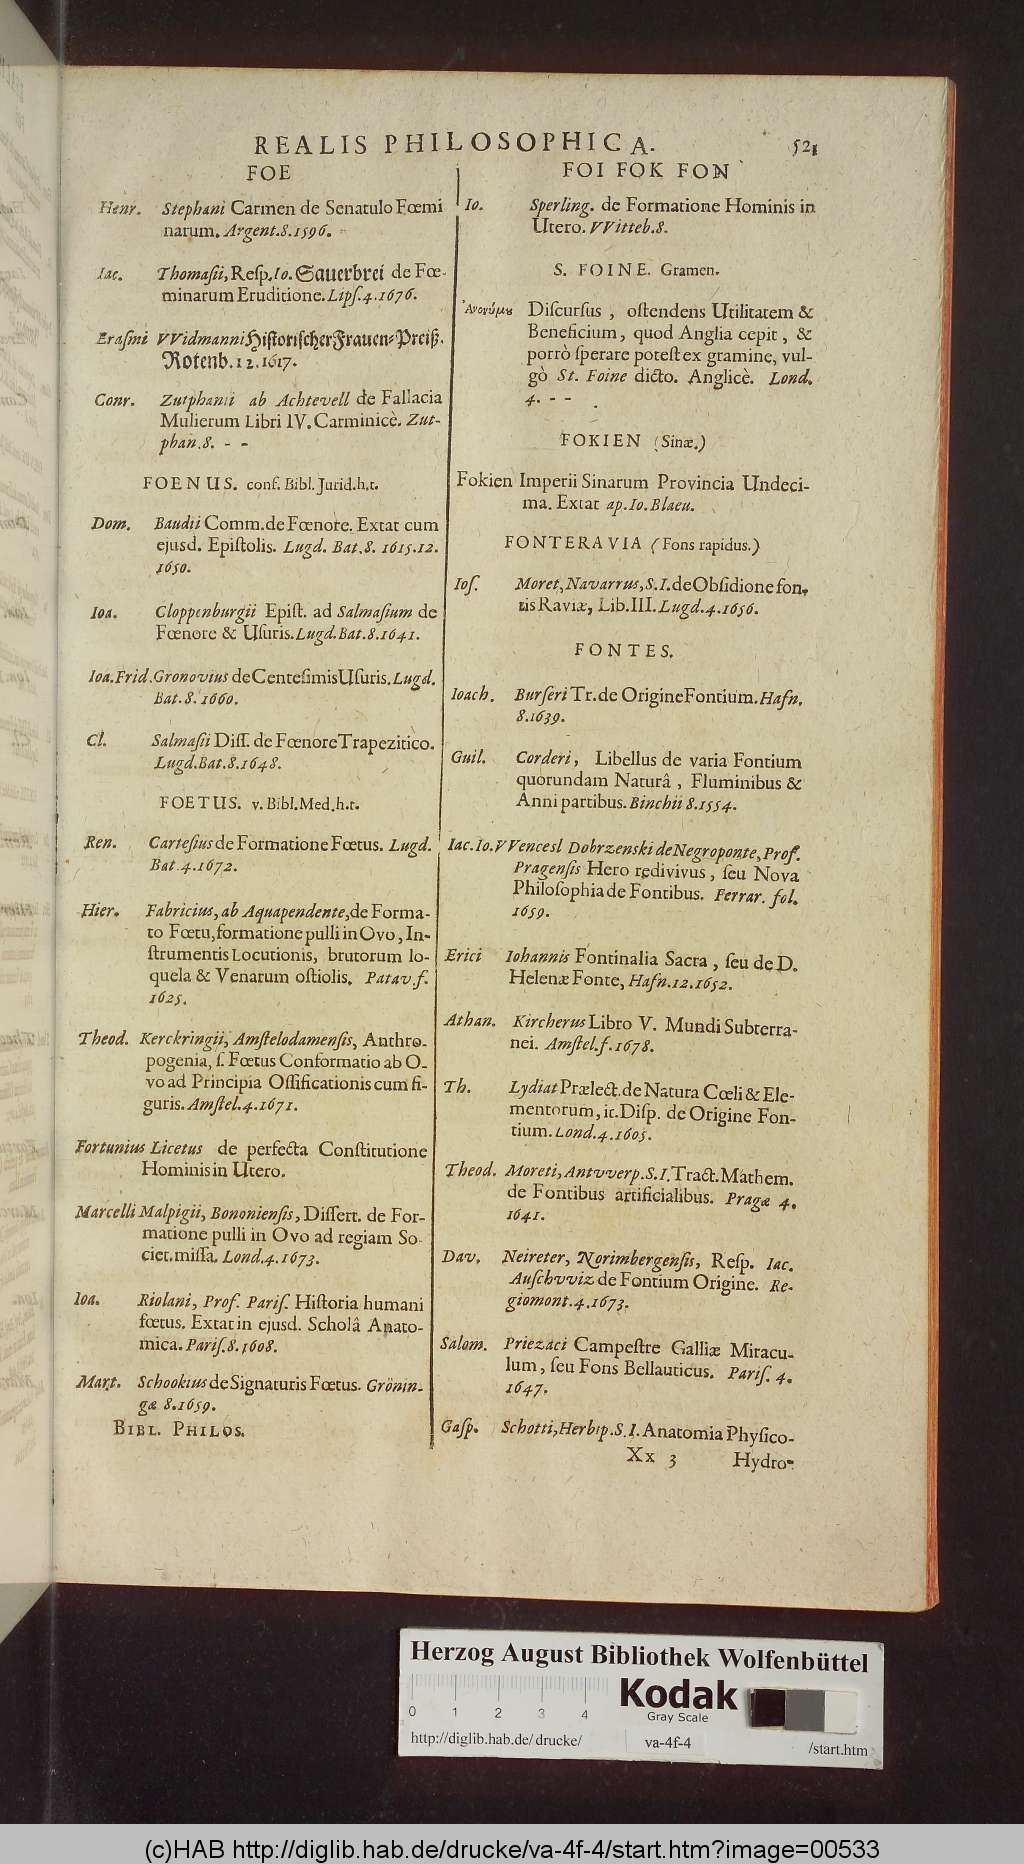 REALIS PHILOSOPHICA. 521
FOE
Henr. Stephani Carmen de Senatulo Fœmi
narum. Argent.8.1596.
Iac. Thomasii, Resp.Io. Sauerbrei de Fœ-
minarum Eruditione. Lips.4.1676.
Erasmi VVidmanni Historischer Frauen-Preiß.
Rotenb.12.1617.
Conr. Zutphanii ab Achtevell de Fallacia
Mulierum Libri IV. Carminicè. Zut-
phan.8. - -
FOENUS. conf. Bibl. Jurid.h.t.
Dom. Baudii Comm.de Fœnore. Extat cum
ejusd. Epistolis. Lugd. Bat.8. 1615.12.
1650.
Ioa. Cloppenburgii Epist. ad Salmasium de
Fœnore & Usuris. Lugd.Bat.8.1641.
Ioa.Frid.Gronovius de Centesimis Usuris. Lugd.
Bat.8.1660.
Cl. Salmasii Diss. de Fœnore Trapezitico.
Lugd.Bat.8.1648.
FOETUS. v. Bibl.Med.h.t.
Ren. Cartesius de Formatione Fœtus. Lugd.
Bat.4.1672.
Hier. Fabricius, ab Aquapendente, de Forma-
to Fœtu, formatione pulli in Ovo, In-
strumentis Locutionis, brutorum lo-
quela & Venarum ostiolis. Patav.f.
1625.
Theod. Kerckringii, Amstelodamensis, Anthro-
pogenia, s. Fœtus Conformatio ab O-
vo ad Principia Ossificationis cum fi-
guris. Amstel.4.1671.
Fortunius Licetus de perfecta Constitutione
Hominis in Utero.
Marcelli Malpigii, Bononiensis, Dissert. de For-
matione pulli in Ovo ad regiam So-
ciet. missa. Lond.4.1673.
Ioa. Riolani, Prof. Paris. Historia humani
fœtus. Extat in ejusd. Scholâ Anato-
mica. Paris.8.1608.
Mart. Schookius de Signaturis Fœtus. Grönin-
gæ 8.1659.
BIBL. PHILOS.
FOI FOK FON
Io. Sperling. de Formatione Hominis in
Utero. VVitteb.8.
S. FOINE. Gramen.
Discursus, ostendens Utilitatem &
Beneficium, quod Anglia cepit, &
porrò sperare potest ex gramine, vul-
gò St. Foine dicto. Anglicè. Lond.
4. - -
FOKIEN (Sinæ.)
Fokien Imperii Sinarum Provincia Undeci-
ma. Extat ap.Io.Blaeu.
FONTERAVIA (Fons rapidus.)
Ios. Moret, Navarrus, S.I. de Obsidione fon-
tis Raviæ, Lib.III. Lugd.4.1656.
FONTES.
Ioach. Burseri Tr. de Origine Fontium. Hafn.
8.1639.
Guil. Corderi, Libellus de varia Fontium
quorundam Naturâ, Fluminibus &
Anni partibus. Binchii 8.1554.
Iac.Io.VVencesl Dobrzenski de Negroponte, Prof.
Pragensis Hero redivivus, seu Nova
Philosophia de Fontibus. Ferrar. fol.
1659.
Erici Iohannis Fontinalia Sacra, seu de D.
Helenæ Fonte, Hafn.12.1652.
Athan. Kircherus Libro V. Mundi Subterra-
nei. Amstel.f.1678.
Th. Lydiat Prælect. de Natura Cœli & Ele-
mentorum, it. Disp. de Origine Fon-
tium. Lond.4.1605.
Theod. Moreti, Antvverp.S.I. Tract. Mathem.
de Fontibus artificialibus. Pragæ 4.
1641.
Dav. Neireter, Norimbergensis, Resp. Iac.
Auschvviz de Fontium Origine. Re-
giomont.4.1673.
Salom. Priezaci Campestre Galliæ Miracu-
lum, seu Fons Bellauticus. Paris. 4.
1647.
Gasp. Schotti, Herbip.S.I. Anatomia Physico-
Xx 3 Hydro-
Herzog August Bibliothek Wolfenbüttel
Kodak
Gray Scale
0 1 2 3 4
http://diglib.hab.de/drucke/ va-4f-4 /start.htm
(c)HAB http://diglib.hab.de/drucke/va-4f-4/start.htm?image=00533